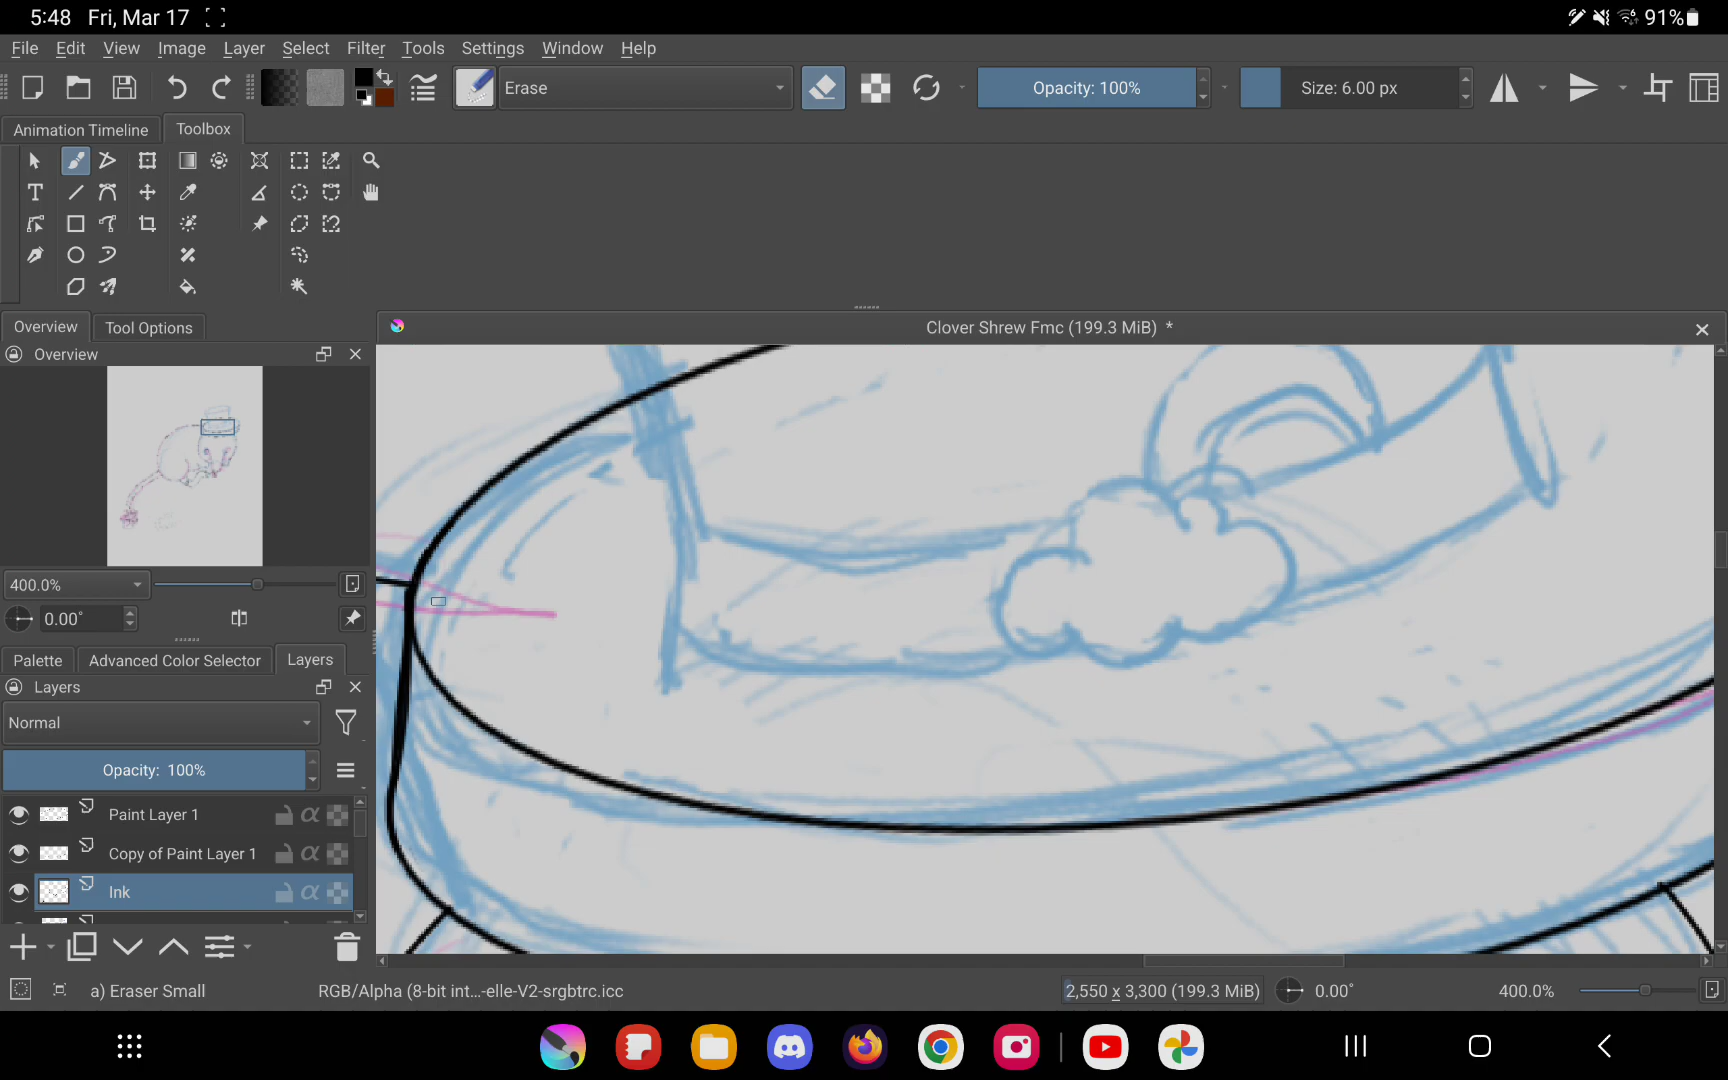 5:48 Fri, Mar 17 91%
File Edit View Image Layer Select Filter Tools Settings Window Help
Erase Opacity: 100% Size: 6.00 px
Animation Timeline Toolbox
Overview Tool Options
Clover Shrew Fmc (199.3 MiB) *
Overview
400.0%
0.00°
Palette Advanced Color Selector Layers
Layers
Normal
Opacity: 100%
Paint Layer 1
Copy of Paint Layer 1
Ink
a) Eraser Small RGB/Alpha (8-bit int...-elle-V2-srgbtrc.icc 2,550 x 3,300 (199.3 MiB) 0.00° 400.0%